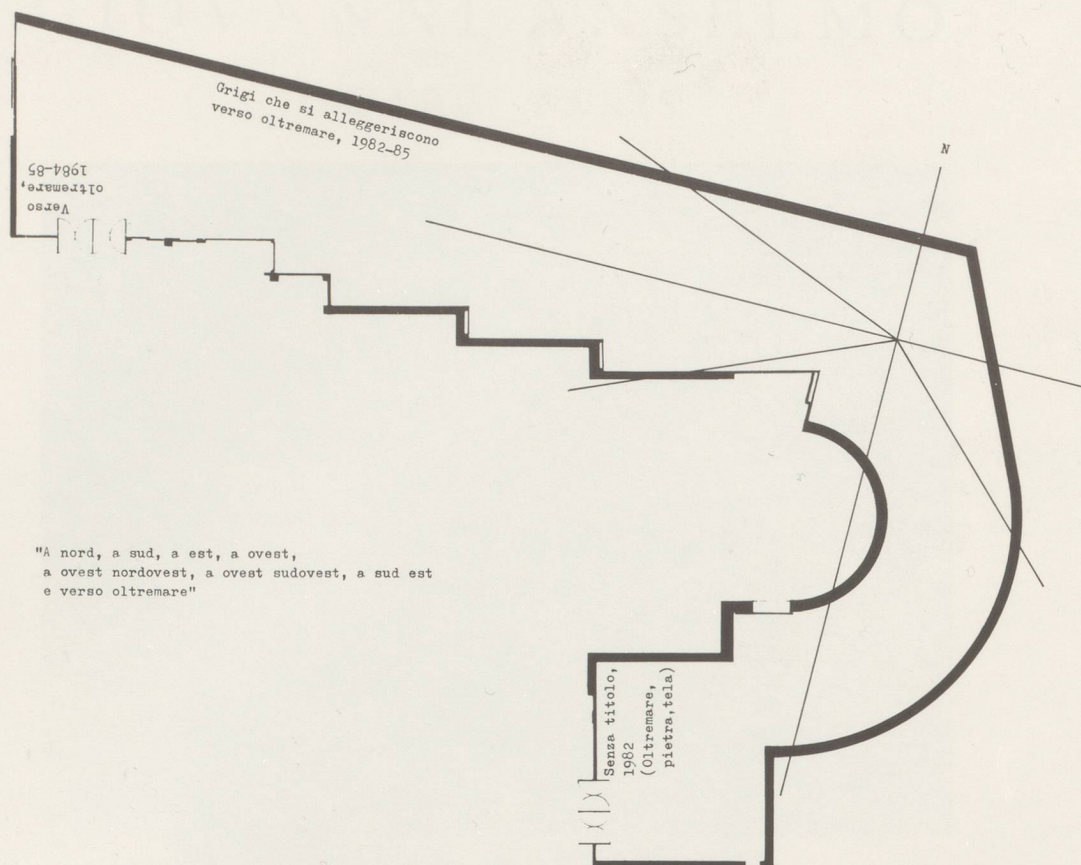 Grigi che si alleggeriscono
verso oltremare, 1982-85
N
Verso
oltremare,
1984-85
"A nord, a sud, a est, a ovest,
a ovest nordovest, a ovest sudovest, a sud est
e verso oltremare"
Senza titolo,
1982
(Oltremare,
pietra,tela)